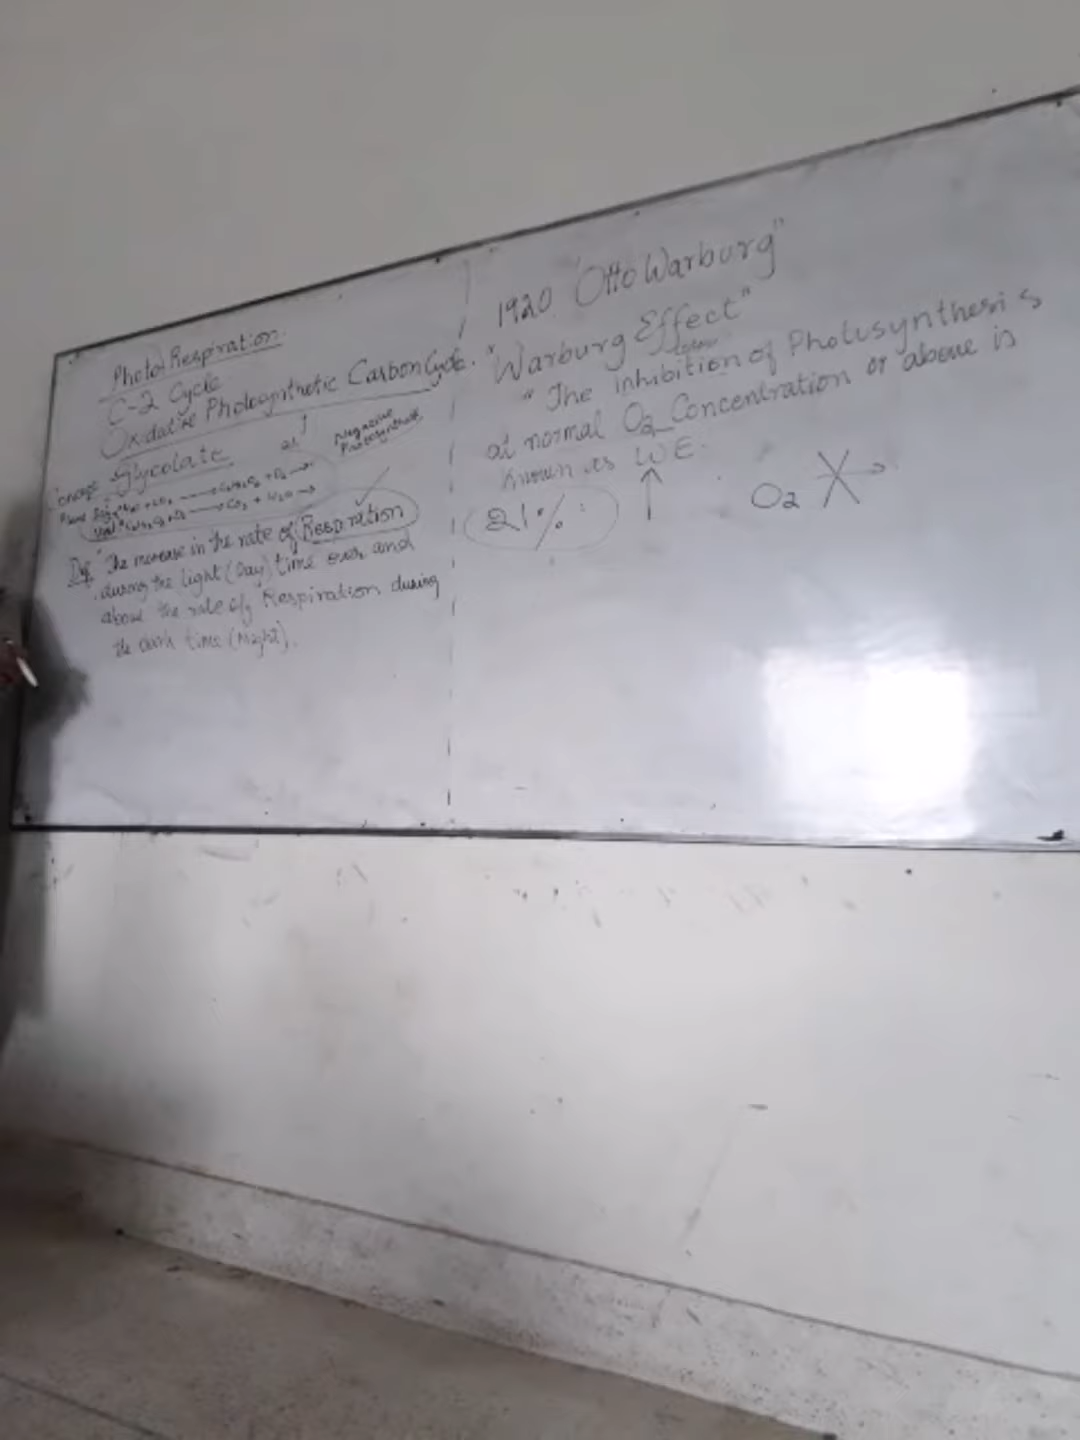 Photo Respiration
C-2 Cycle
Oxidative Photosynthetic Carbon Cycle.
Glycolate
Concept
Negative
Photosynthesis
Def. "The increase in the rate of Respiration
during the light (Day) time over and
above the rate of Respiration during
the dark time (Night).
1920 "Otto Warburg"
"Warburg Effect"
"The inhibition of Photosynthesis
at normal O2 Concentration or above is
known as WE.
21%
O2